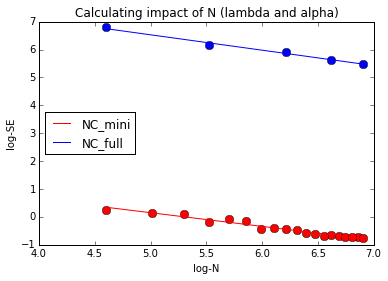 Calculating impact of N (lambda and alpha)
7
6
5
4
3
2
1
0
−1
log-SE
NC_mini
NC_full
4.0 4.5 5.0 5.5 6.0 6.5 7.0
log-N